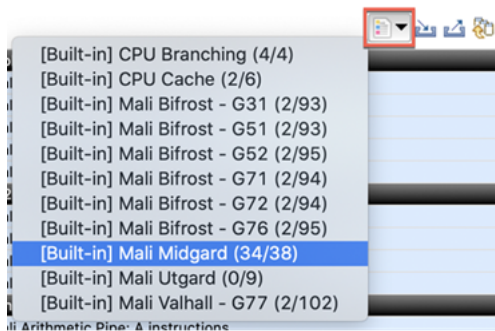 [Built-in] CPU Branching (4/4)
[Built-in] CPU Cache (2/6)
[Built-in] Mali Bifrost - G31 (2/93)
[Built-in] Mali Bifrost - G51 (2/93)
[Built-in] Mali Bifrost - G52 (2/95)
[Built-in] Mali Bifrost - G71 (2/94)
[Built-in] Mali Bifrost - G72 (2/94)
[Built-in] Mali Bifrost - G76 (2/95)
[Built-in] Mali Midgard (34/38)
[Built-in] Mali Utgard (0/9)
[Built-in] Mali Valhall - G77 (2/102)
Arithmetic Pipe: A instructions